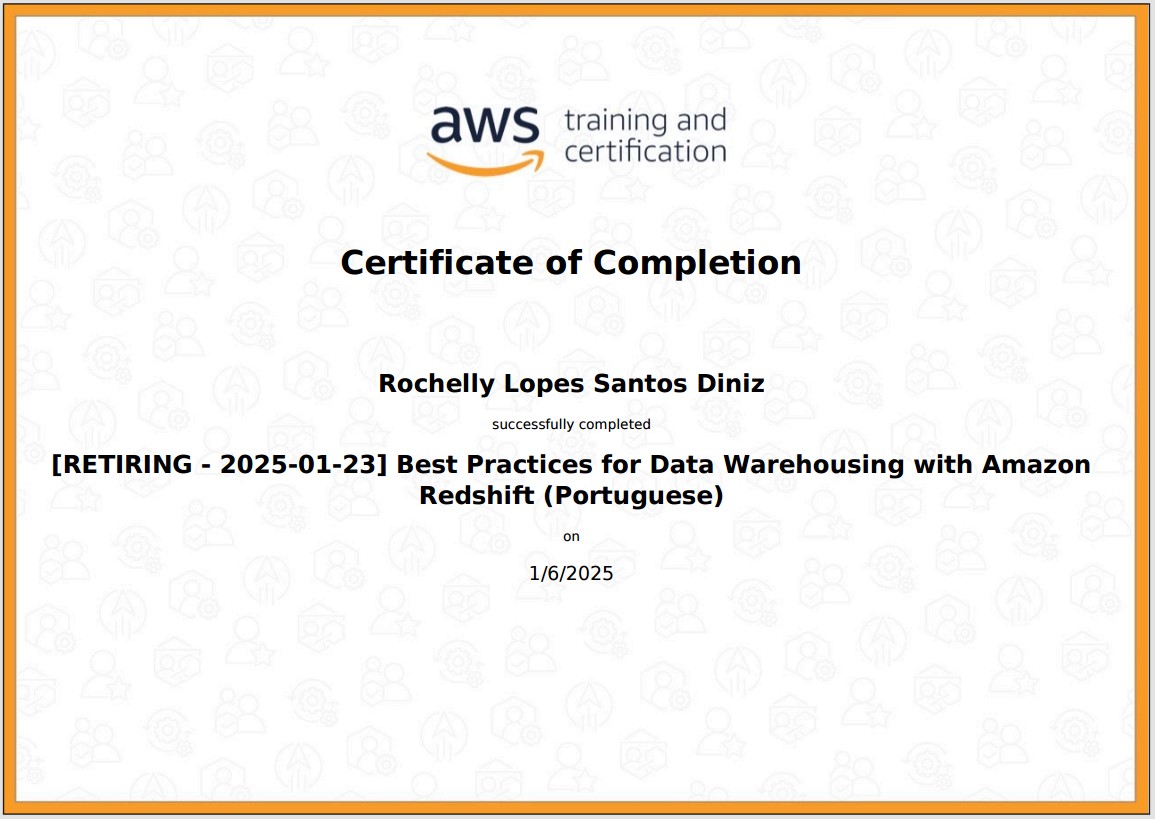 aws training and
certification
Certificate of Completion
Rochelly Lopes Santos Diniz
successfully completed
[RETIRING - 2025-01-23] Best Practices for Data Warehousing with Amazon
Redshift (Portuguese)
on
1/6/2025